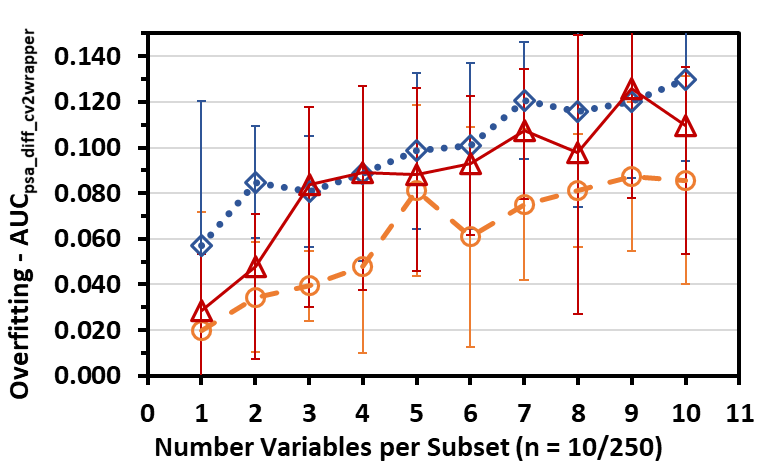 Overfitting - AUCpsa_diff_cv2wrapper
0.140
0.120
0.100
0.080
0.060
0.040
0.020
0.000
0 1 2 3 4 5 6 7 8 9 10 11
Number Variables per Subset (n = 10/250)